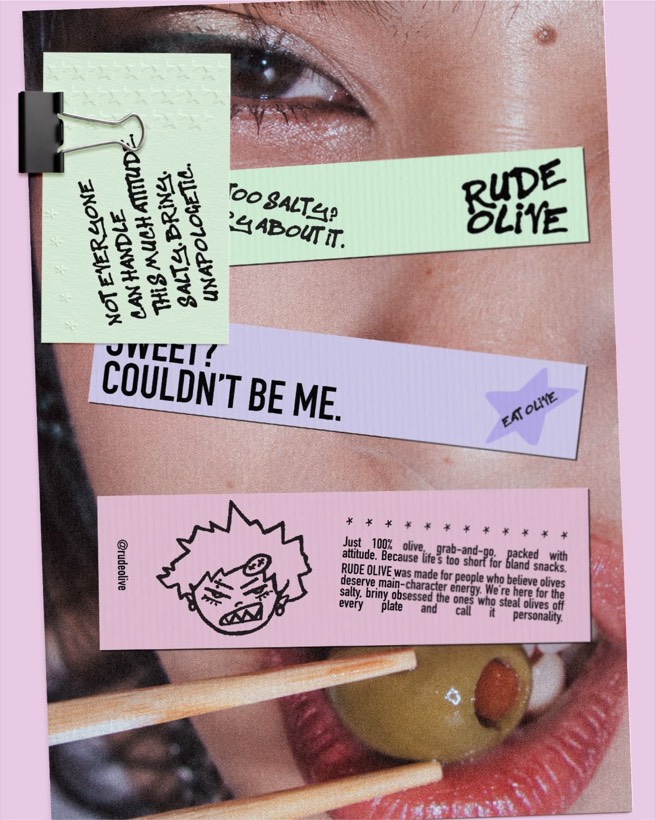 NOT EVERYONE
CAN HANDLE
THIS MUCH ATTITUDE.
SALTY. BRINY.
UNAPOLOGETIC.
TOO SALTY?
ABOUT IT.
RUDE
OLIVE
SWEET?
COULDN'T BE ME.
EAT OLIVE
@rudeolive
Just 100% olive, grab-and-go, packed with
attitude. Because life's too short for bland snacks.
RUDE OLIVE was made for people who believe olives
deserve main-character energy. We're here for the
salty, briny obsessed the ones who steal olives off
every plate and call it personality.